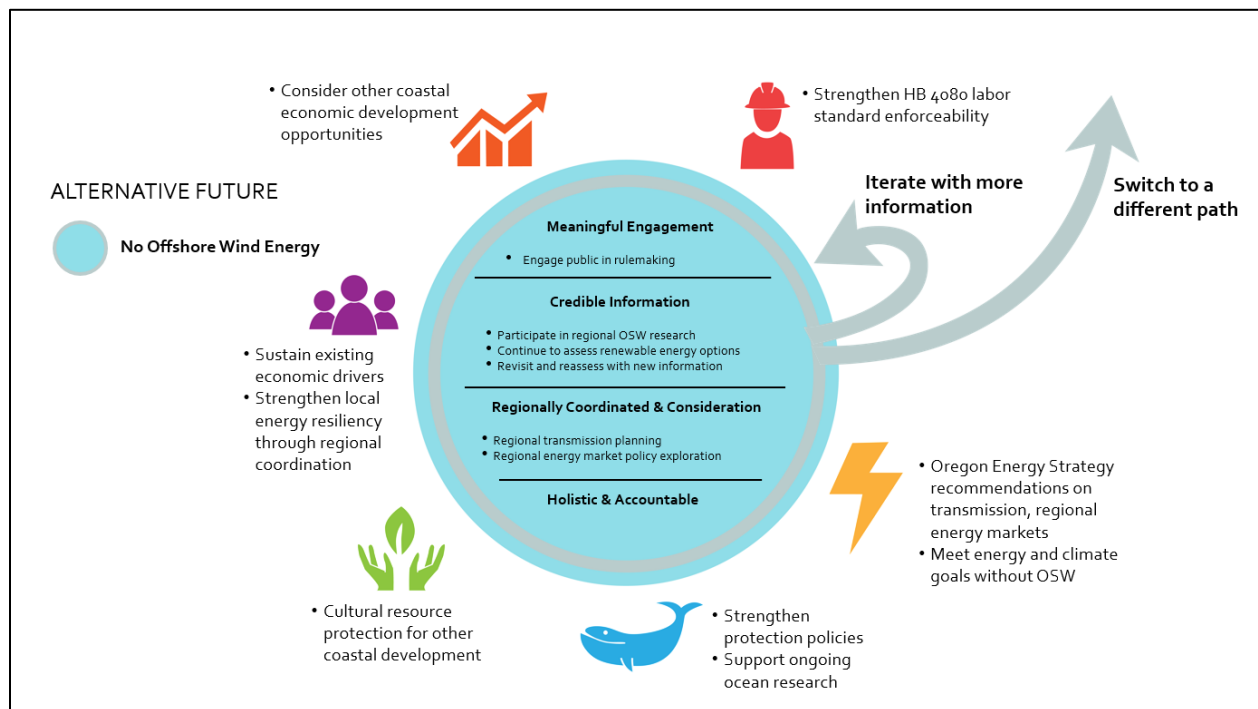 • Consider other coastal
economic development
opportunities
• Strengthen HB 4080 labor
standard enforceability
ALTERNATIVE FUTURE
No Offshore Wind Energy
Iterate with more
information
Switch to a
different path
Meaningful Engagement
• Engage public in rulemaking
Credible Information
• Participate in regional OSW research
• Continue to assess renewable energy options
• Revisit and reassess with new information
Regionally Coordinated & Consideration
• Regional transmission planning
• Regional energy market policy exploration
Holistic & Accountable
• Sustain existing
economic drivers
• Strengthen local
energy resiliency
through regional
coordination
• Oregon Energy Strategy
recommendations on
transmission, regional
energy markets
• Meet energy and climate
goals without OSW
• Cultural resource
protection for other
coastal development
• Strengthen
protection policies
• Support ongoing
ocean research